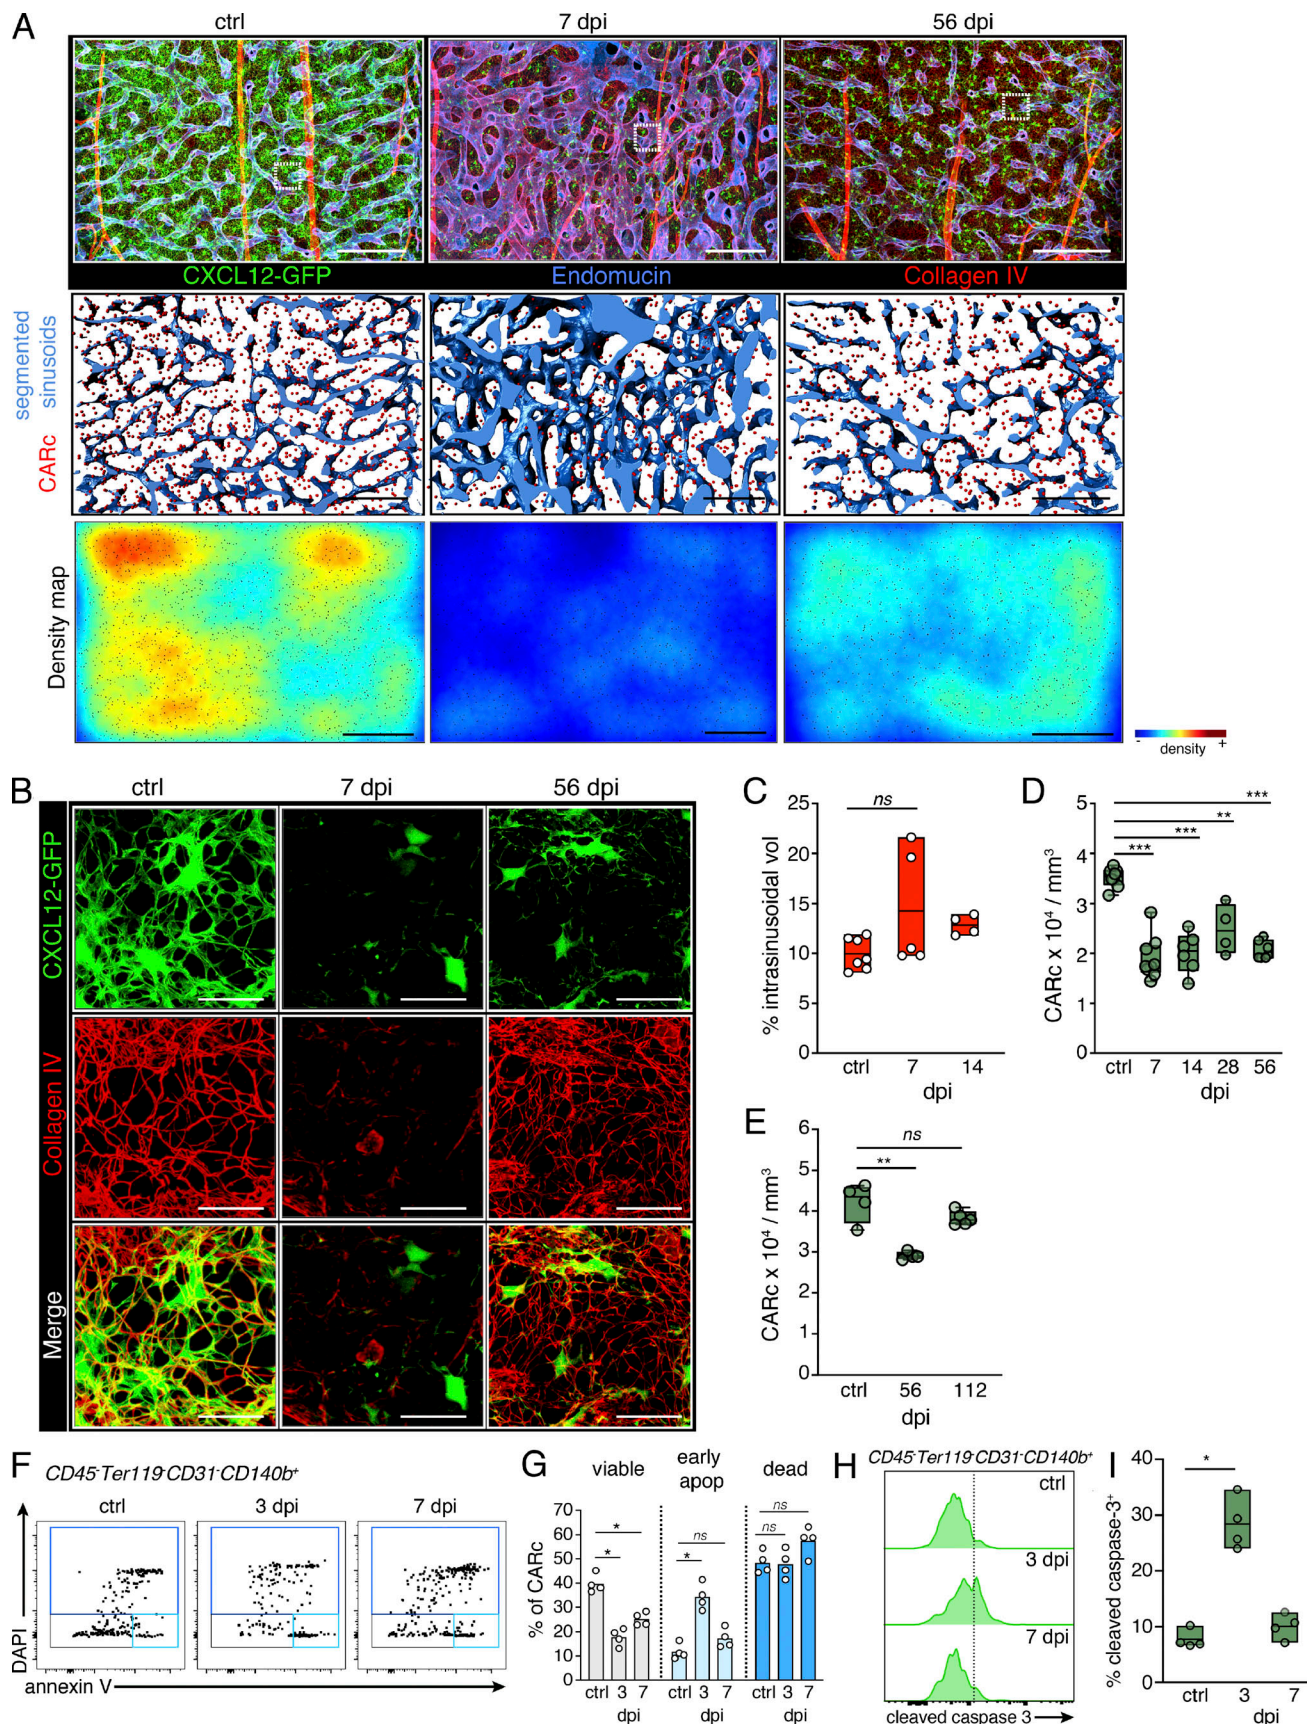 A
ctrl
7 dpi
56 dpi
CXCL12-GFP
Endomucin
Collagen IV
segmented
sinusoids
CARc
Density map
- +
density
B
ctrl
7 dpi
56 dpi
CXCL12-GFP
Collagen IV
Merge
C
% intrasinusoidal vol
25
20
15
10
5
0
ns
ctrl
7
14
dpi
D
CARc x 10⁴ / mm³
5
4
3
2
1
0
***
**
***
***
ctrl
7
14
28
56
dpi
E
CARc x 10⁴ / mm³
6
5
4
3
2
1
0
ns
**
ctrl
56
112
dpi
F
CD45⁻Ter119⁻CD31⁻CD140b⁺
ctrl
3 dpi
7 dpi
DAPI
annexin V
G
viable
early
apop
dead
% of CARc
70
60
50
40
30
20
10
0
*
*
ns
*
ns
ns
ctrl 3 7
ctrl 3 7
ctrl 3 7
dpi
dpi
dpi
H
CD45⁻Ter119⁻CD31⁻CD140b⁺
ctrl
3 dpi
7 dpi
cleaved caspase 3
I
% cleaved caspase-3⁺
40
30
20
10
0
*
ctrl
3
7
dpi